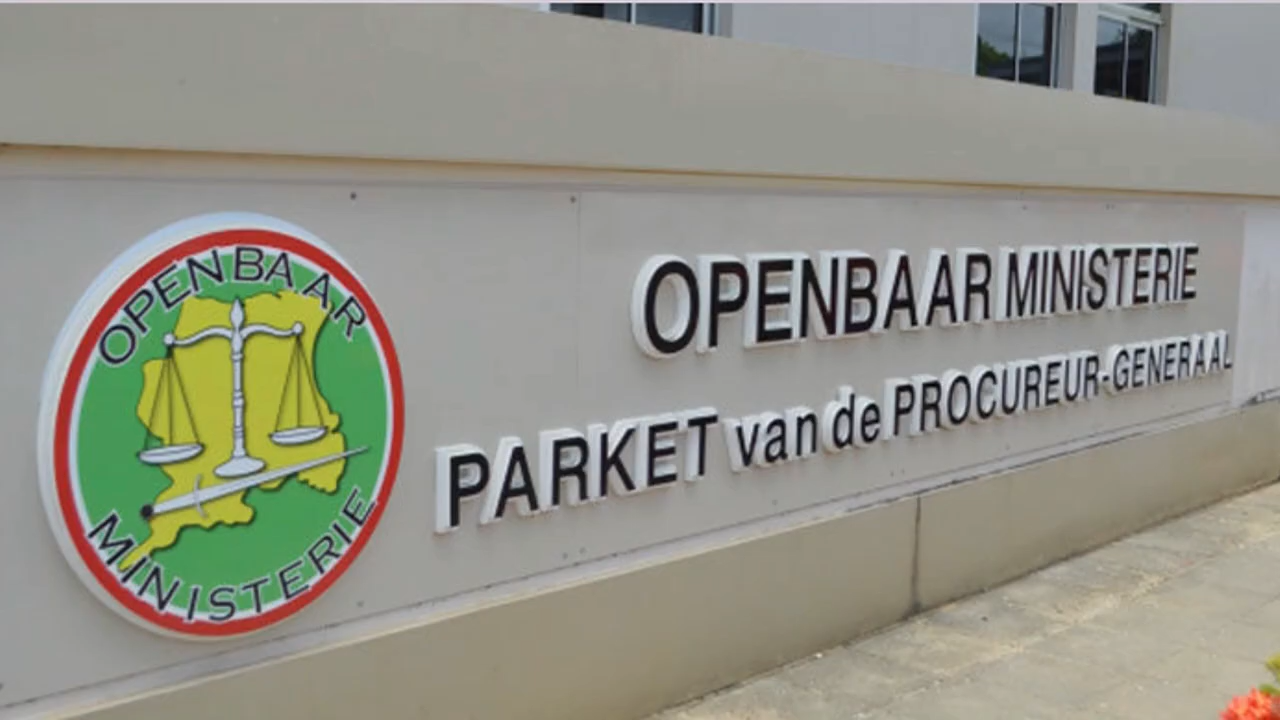 OPENBAAR
MINISTERIE
OPENBAAR MINISTERIE
PARKET van de PROCUREUR-GENERAAL